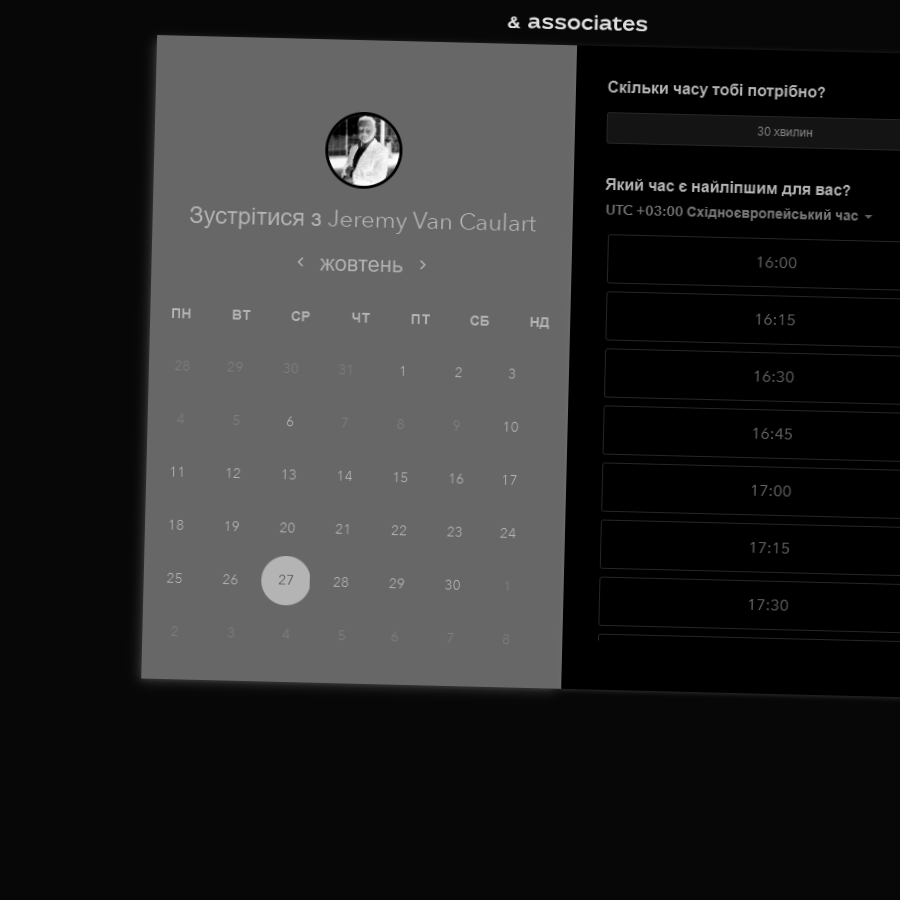 & associates
Зустрітися з Jeremy Van Caulart
‹ жовтень ›
ПН ВТ СР ЧТ ПТ СБ НД
28 29 30 31 1 2 3
4 5 6 7 8 9 10
11 12 13 14 15 16 17
18 19 20 21 22 23 24
25 26 27 28 29 30 1
2 3 4 5 6 7 8
Скільки часу тобі потрібно?
30 хвилин
Який час є найліпшим для вас?
UTC +03:00 Східноєвропейський час
16:00
16:15
16:30
16:45
17:00
17:15
17:30